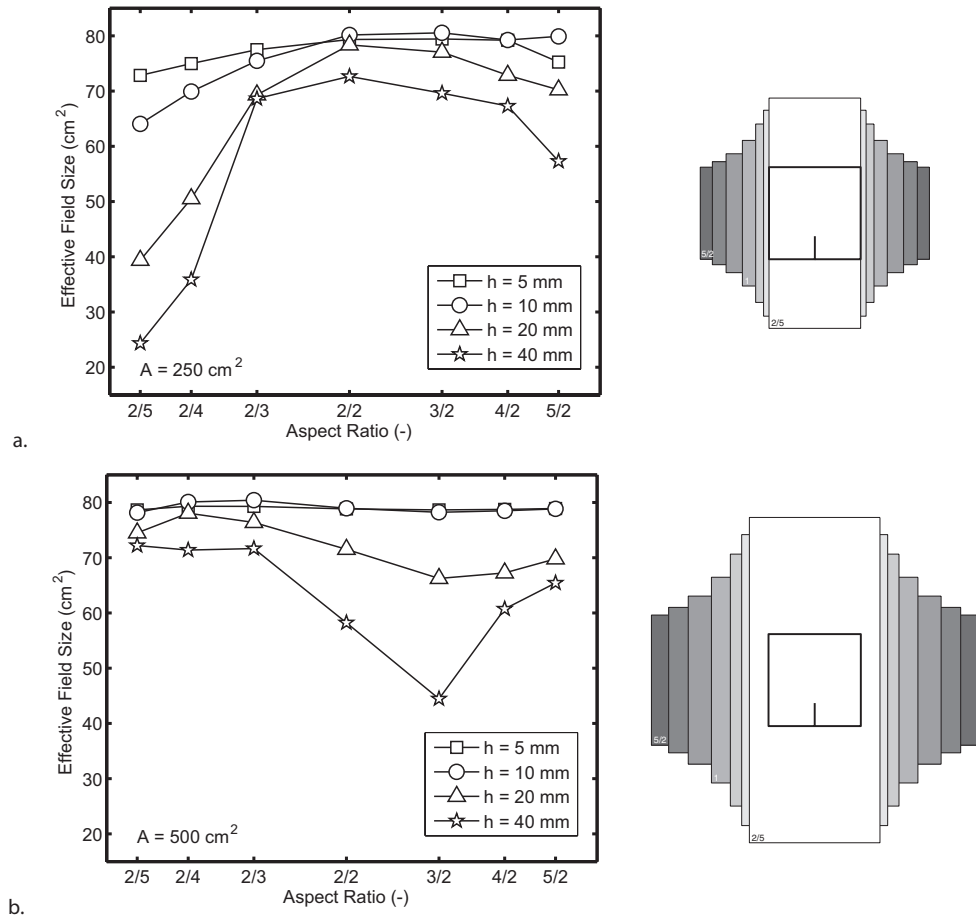 80
70
60
50
40
30
20
Effective Field Size (cm²)
2/5 2/4 2/3 2/2 3/2 4/2 5/2
Aspect Ratio (-)
A = 250 cm²
h = 5 mm
h = 10 mm
h = 20 mm
h = 40 mm
5/2
1
2/5
a.
80
70
60
50
40
30
20
Effective Field Size (cm²)
2/5 2/4 2/3 2/2 3/2 4/2 5/2
Aspect Ratio (-)
A = 500 cm²
h = 5 mm
h = 10 mm
h = 20 mm
h = 40 mm
5/2
1
2/5
b.